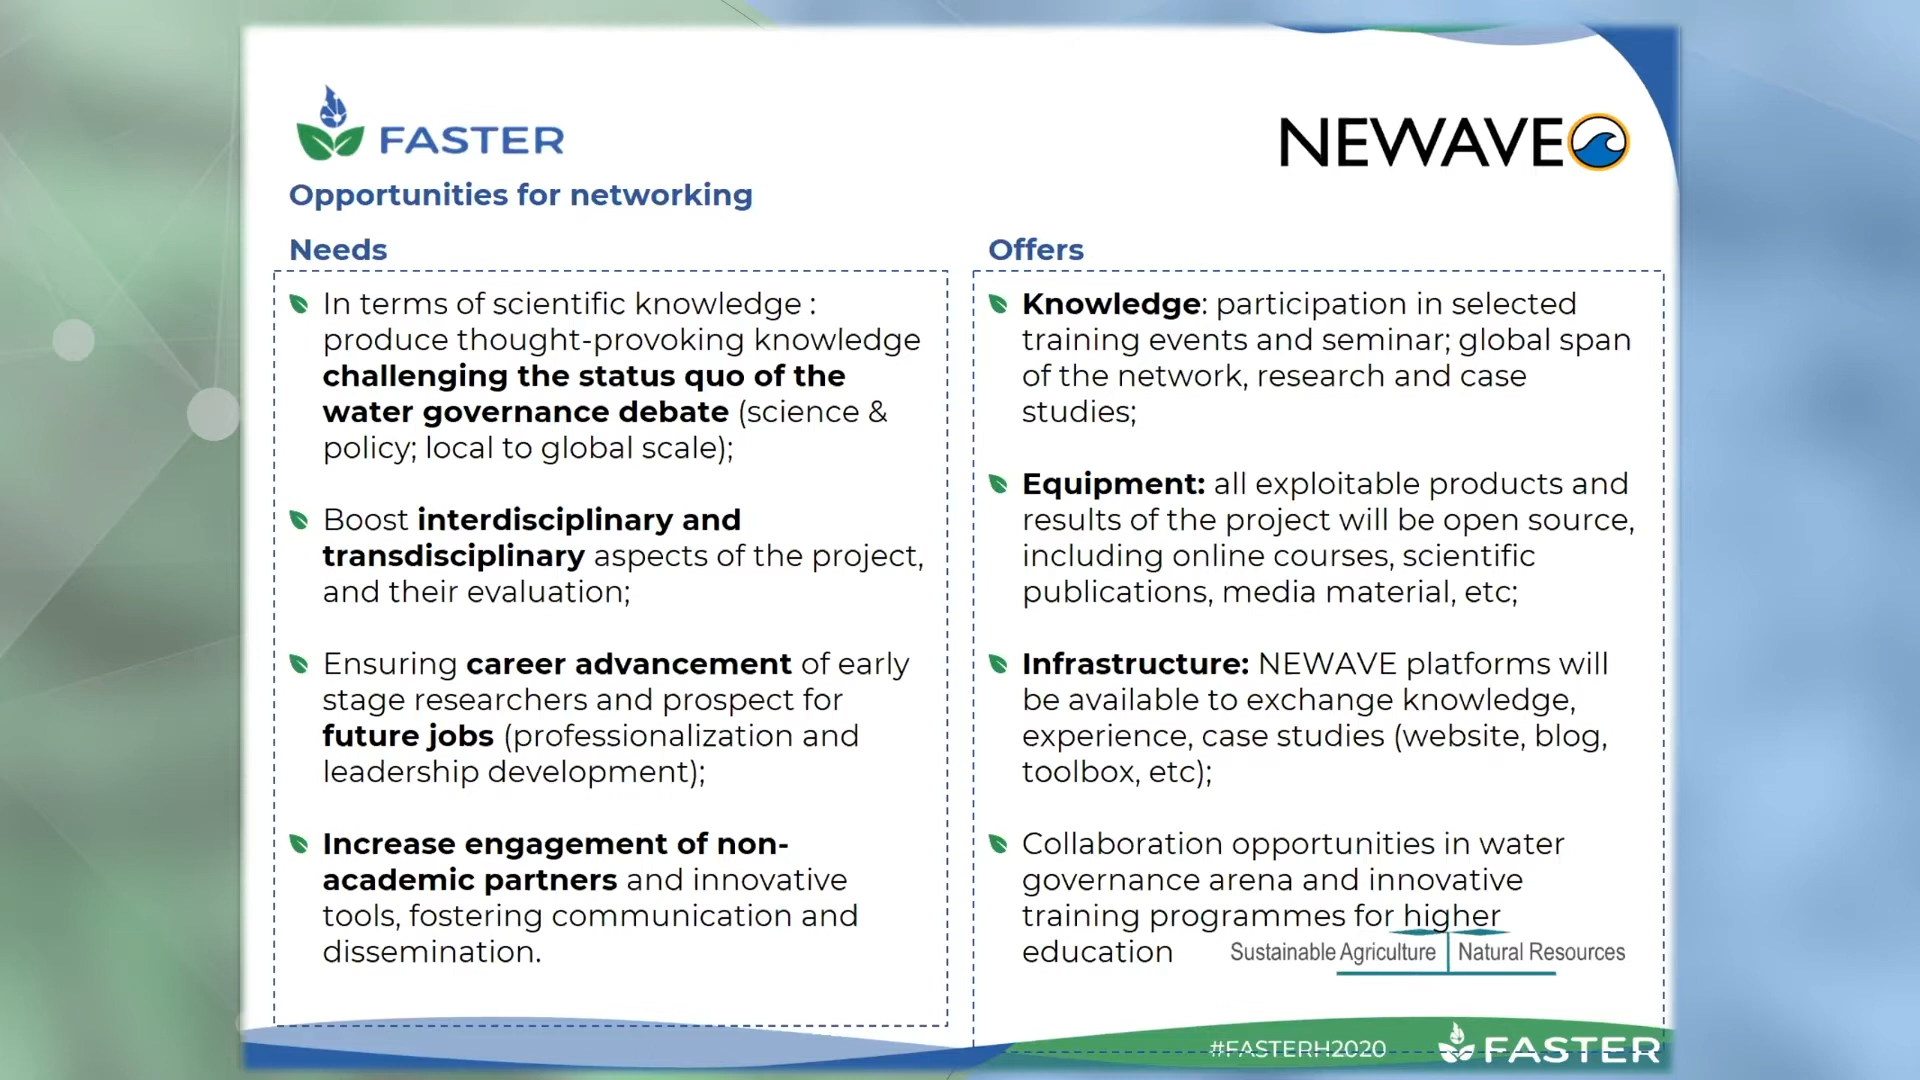 FASTER
NEWAVE
Opportunities for networking
Needs
In terms of scientific knowledge :
produce thought-provoking knowledge
challenging the status quo of the
water governance debate (science &
policy; local to global scale);
Boost interdisciplinary and
transdisciplinary aspects of the project,
and their evaluation;
Ensuring career advancement of early
stage researchers and prospect for
future jobs (professionalization and
leadership development);
Increase engagement of non-
academic partners and innovative
tools, fostering communication and
dissemination.
Offers
Knowledge: participation in selected
training events and seminar; global span
of the network, research and case
studies;
Equipment: all exploitable products and
results of the project will be open source,
including online courses, scientific
publications, media material, etc;
Infrastructure: NEWAVE platforms will
be available to exchange knowledge,
experience, case studies (website, blog,
toolbox, etc);
Collaboration opportunities in water
governance arena and innovative
training programmes for higher
education
Sustainable Agriculture | Natural Resources
#FASTERH2020
FASTER